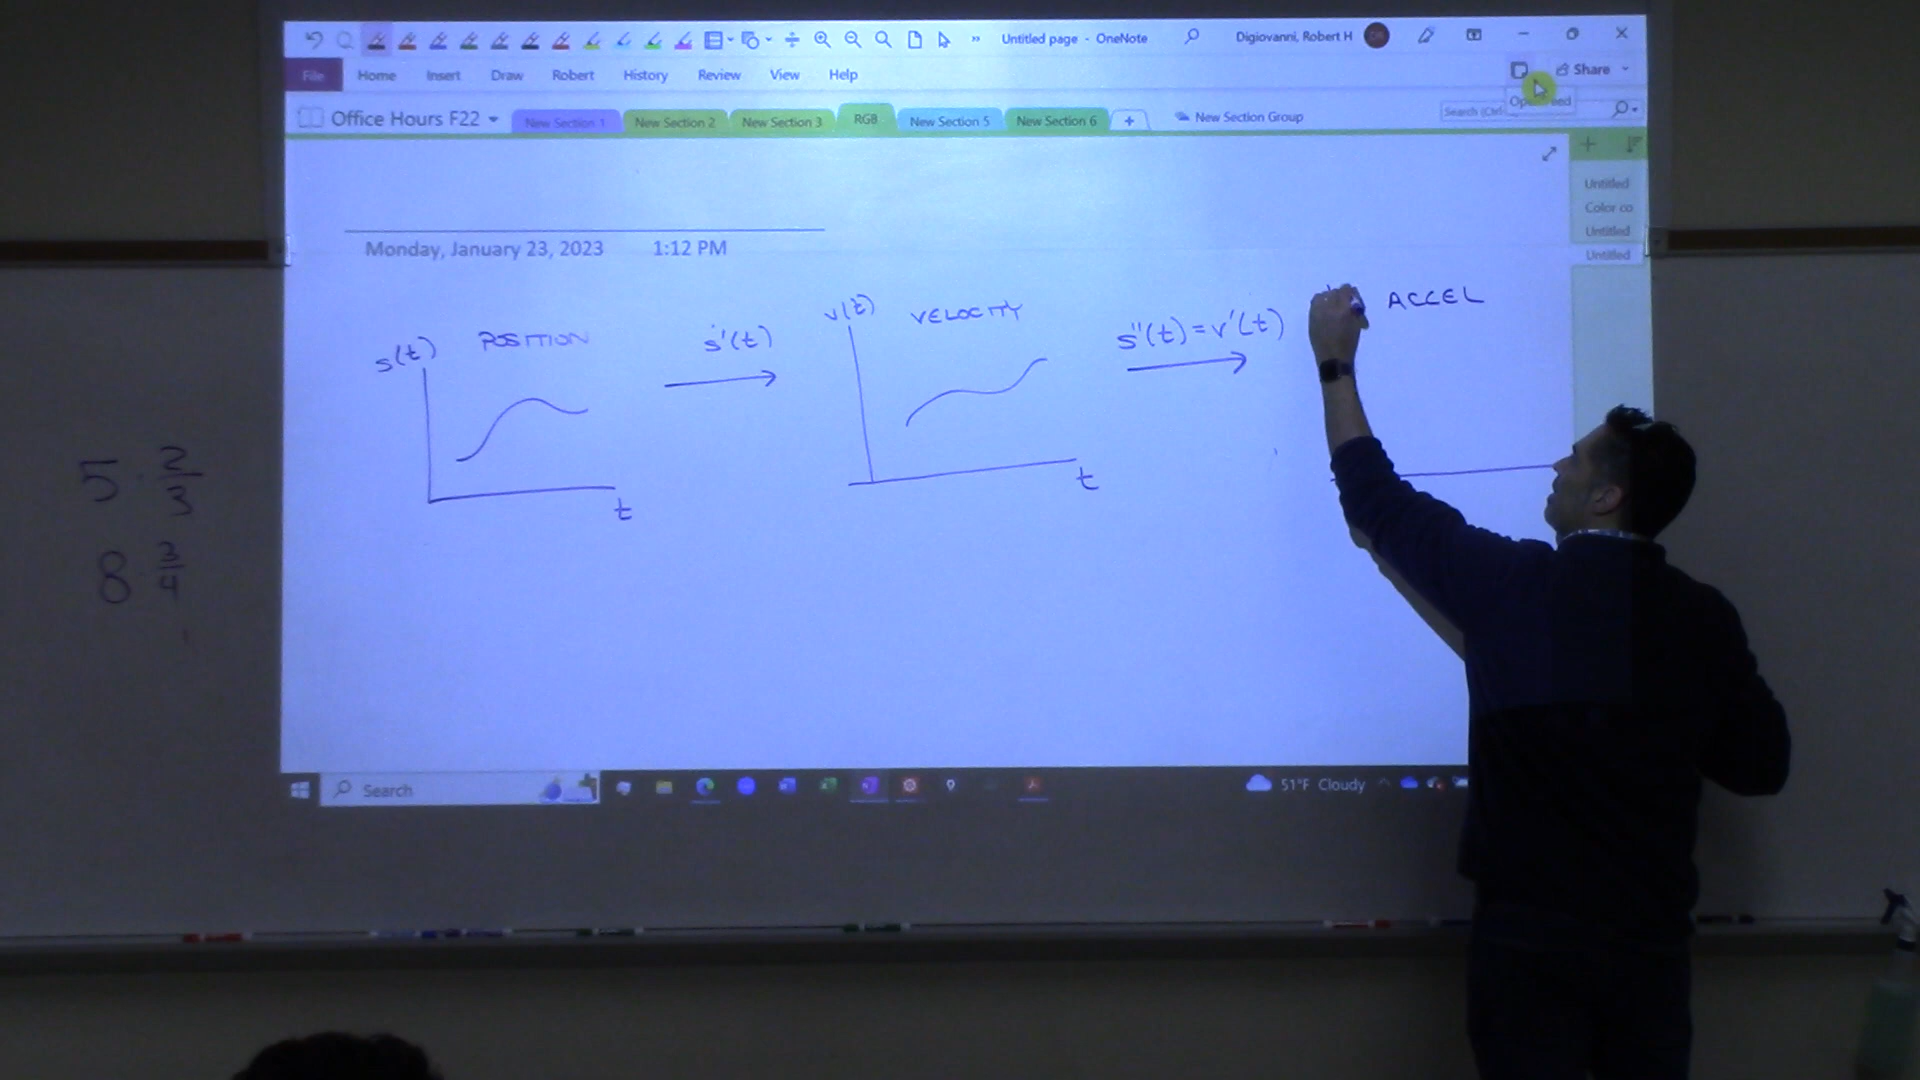 Untitled page - OneNote
Digiovanni, Robert H
File Home Insert Draw Robert History Review View Help
Share
Office Hours F22
New Section 1
New Section 2
New Section 3
RGB
New Section 5
New Section 6
New Section Group
Untitled
Color co
Untitled
Untitled
Monday, January 23, 2023 1:12 PM
s(t) POSITION
t
s'(t)
v(t) VELOCITY
t
s''(t) = v'(t)
ACCEL
5 · 2/3
8 · 3/4
Search
51°F Cloudy